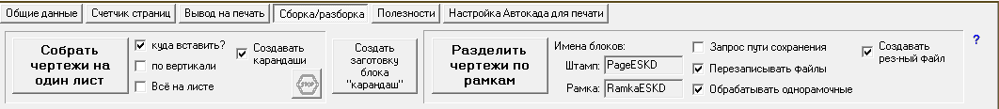 Общие данные Счетчик страниц Вывод на печать Сборка/разборка Полезности Настройка Автокада для печати
Собрать
чертежи на
один лист
куда вставить?
по вертикали
Всё на листе
Создавать
карандаши
STOP
Создать
заготовку
блока
"карандаш"
Разделить
чертежи по
рамкам
Имена блоков:
Штамп: PageESKD
Рамка: RamkaESKD
Запрос пути сохранения
Перезаписывать файлы
Обрабатывать однорамочные
Создавать
рез-ный файл
?